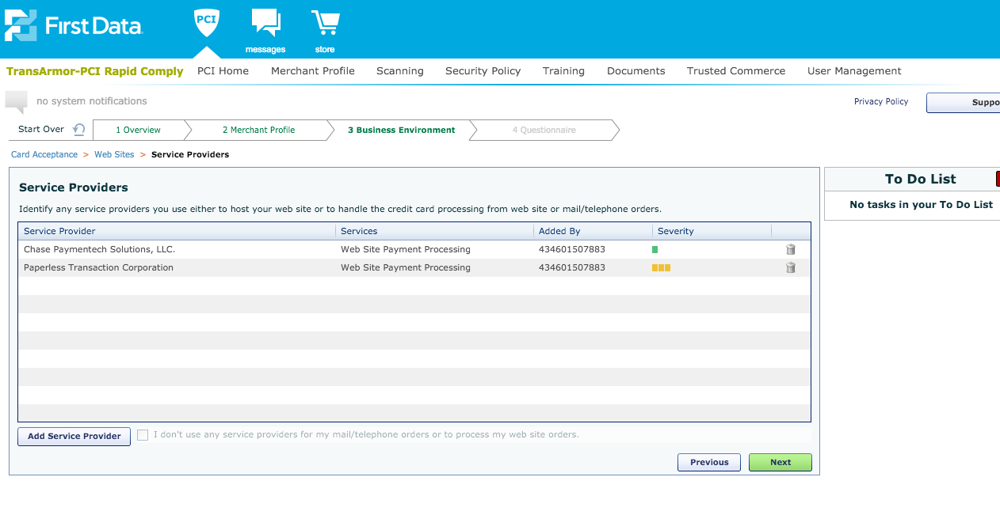 First Data.
PCI
messages
store
TransArmor-PCI Rapid Comply PCI Home Merchant Profile Scanning Security Policy Training Documents Trusted Commerce User Management
no system notifications
Privacy Policy
Suppo
Start Over 1 Overview 2 Merchant Profile 3 Business Environment 4 Questionnaire
Card Acceptance > Web Sites > Service Providers
Service Providers
Identify any service providers you use either to host your web site or to handle the credit card processing from web site or mail/telephone orders.
Service Provider Services Added By Severity
Chase Paymentech Solutions, LLC. Web Site Payment Processing 434601507883
Paperless Transaction Corporation Web Site Payment Processing 434601507883
Add Service Provider I don't use any service providers for my mail/telephone orders or to process my web site orders.
Previous Next
To Do List
No tasks in your To Do List